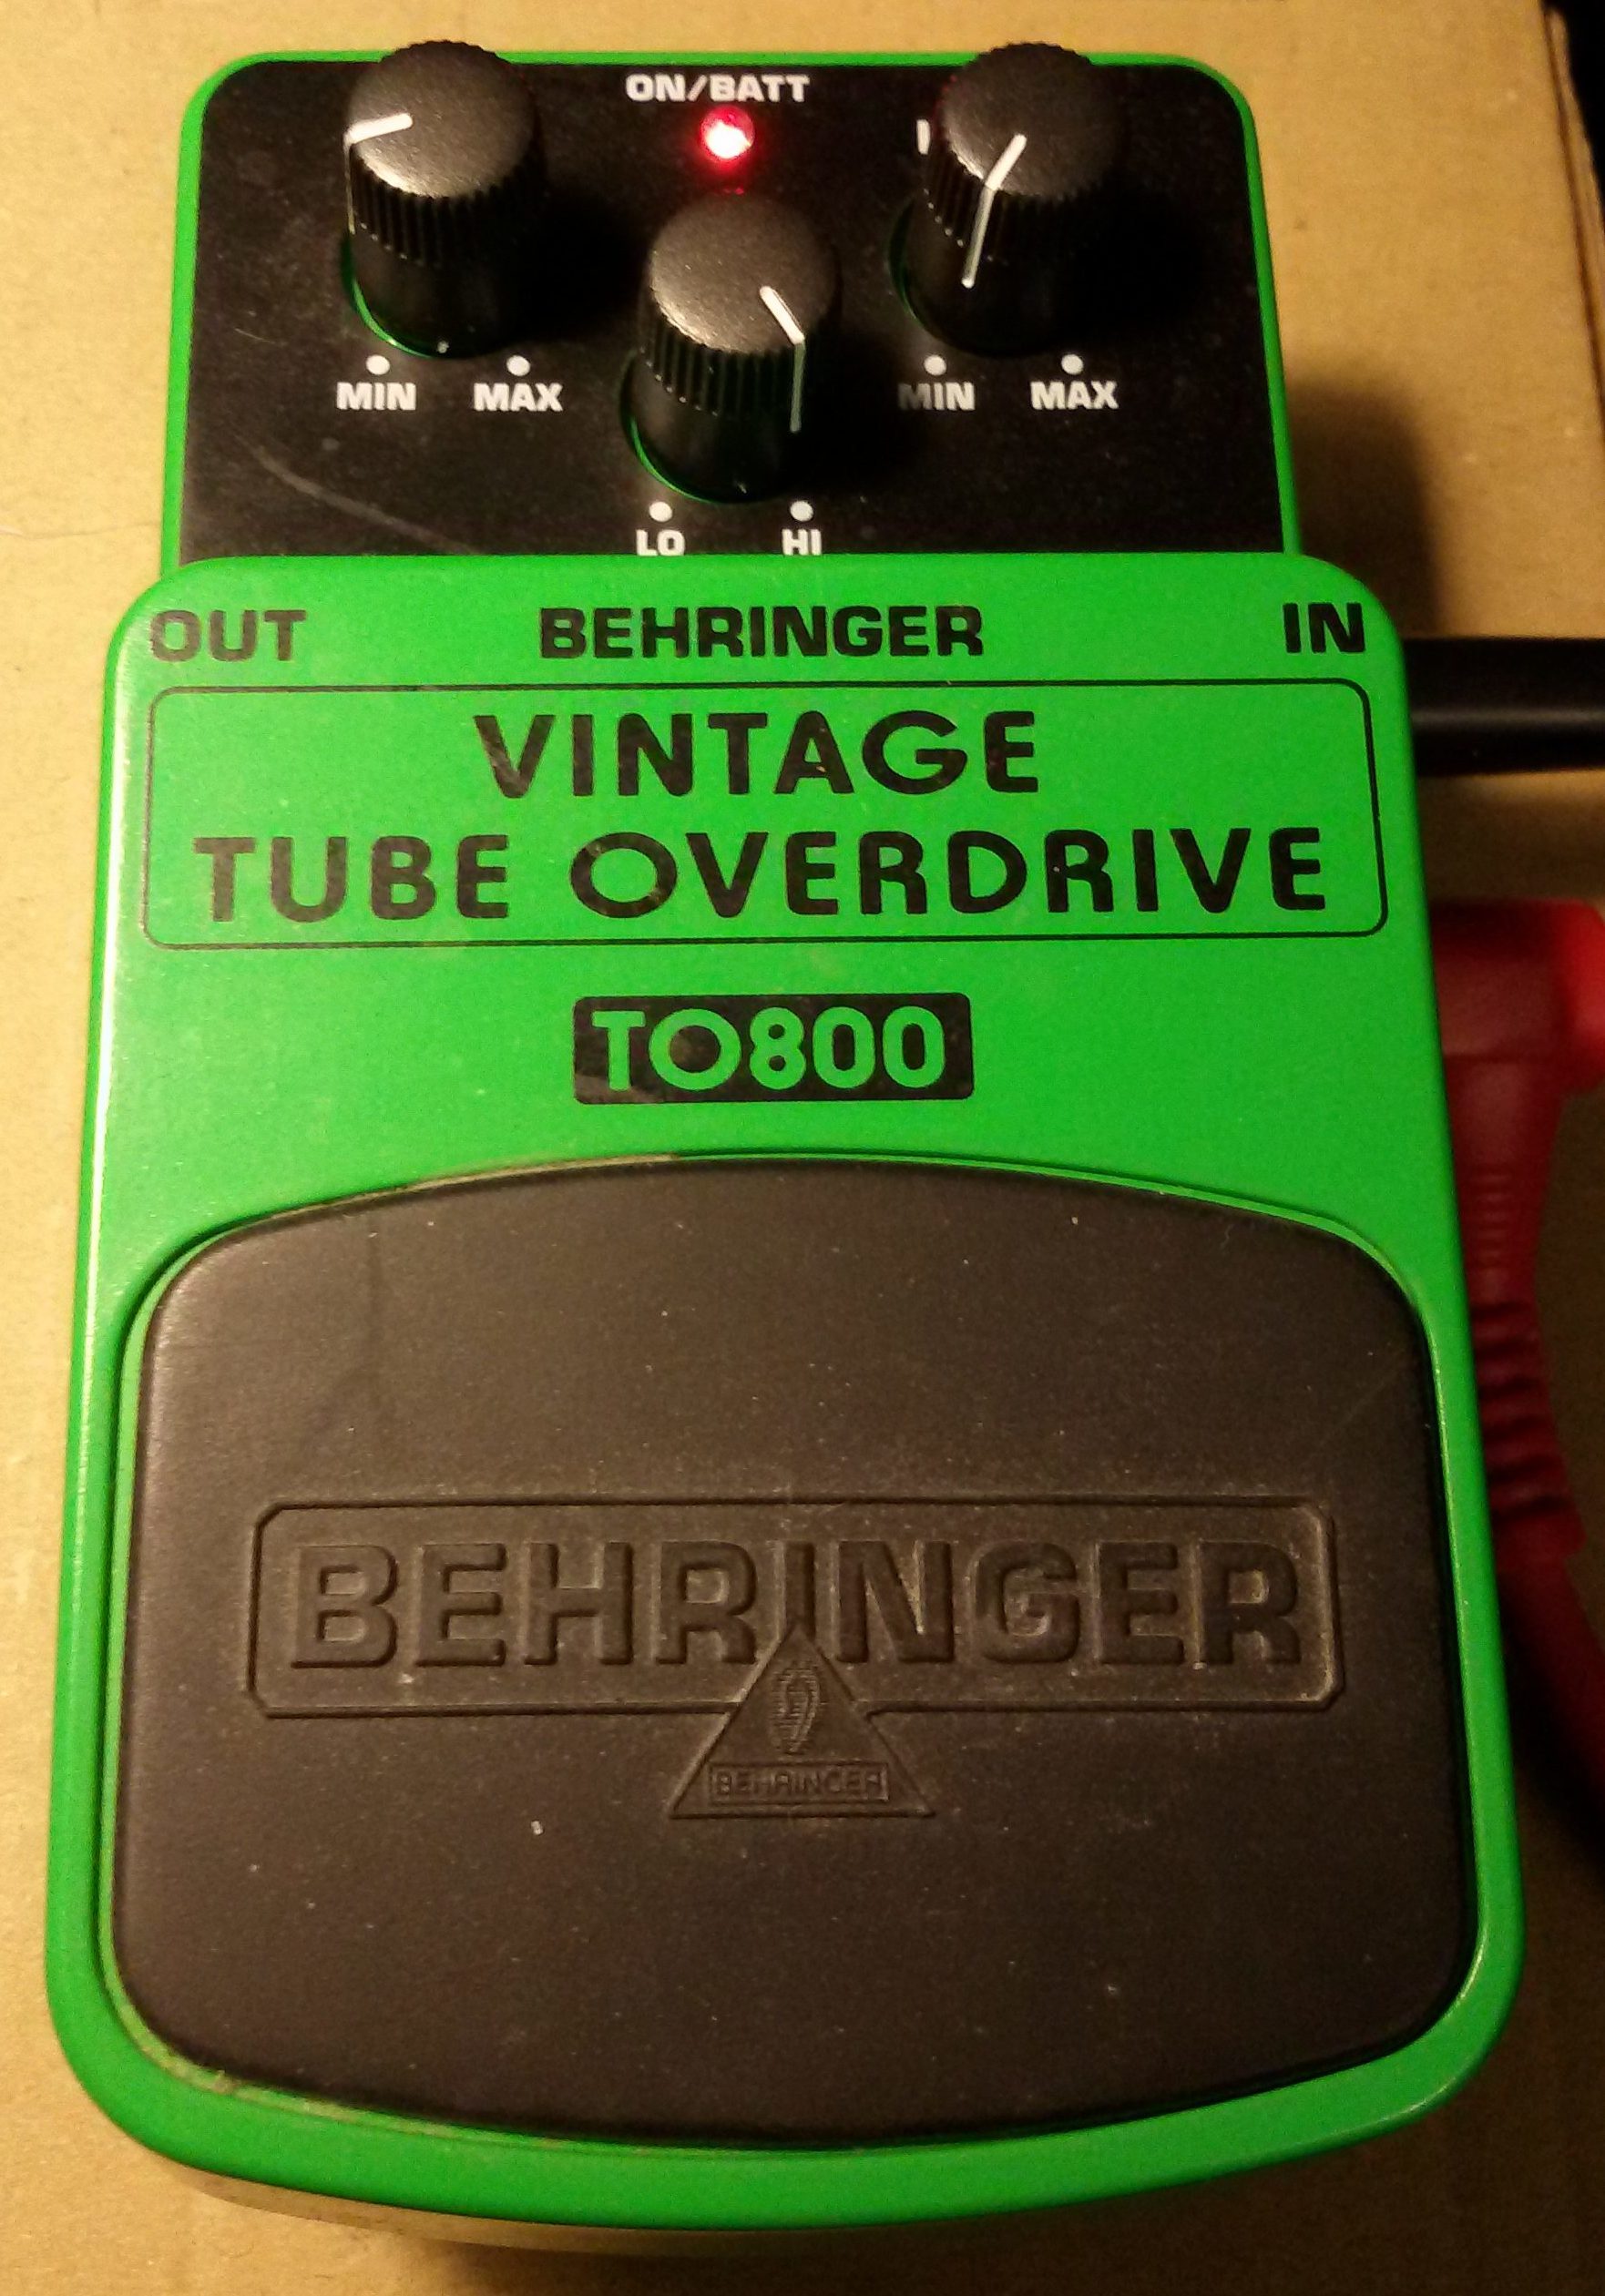 ON/BATT
MIN MAX
MIN MAX
LO HI
OUT BEHRINGER IN
VINTAGE
TUBE OVERDRIVE
TO800
BEHRINGER
BEHRINGER